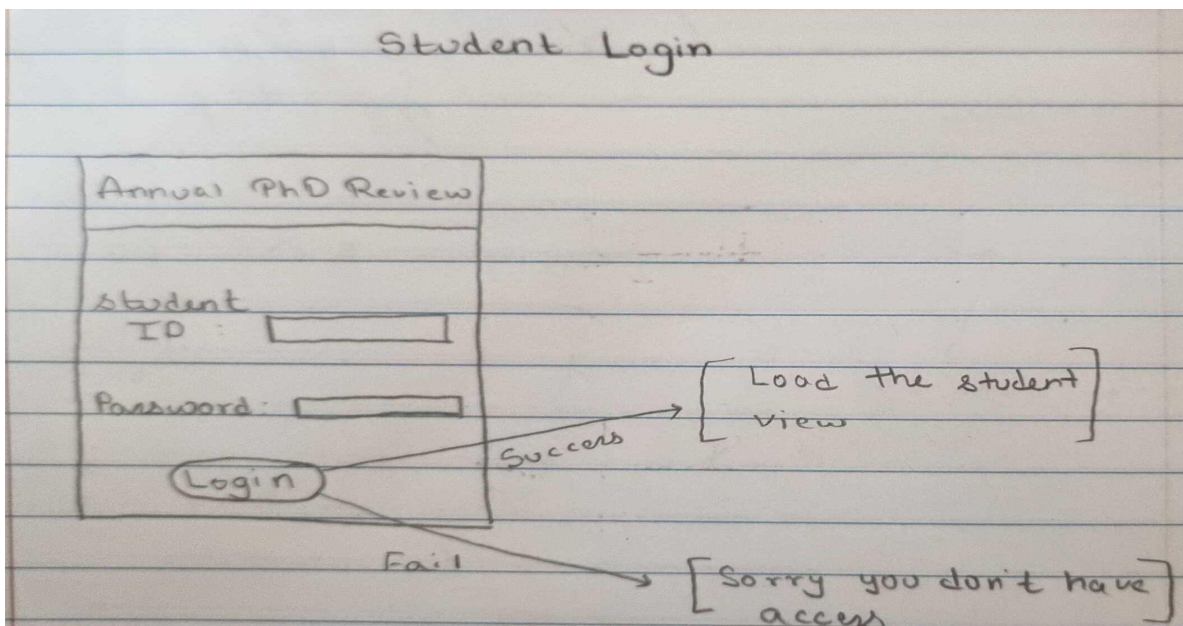 Student Login
Annual PhD Review
Student
ID :
Password:
Login
Success
Load the student
view
Fail
Sorry you don't have
access